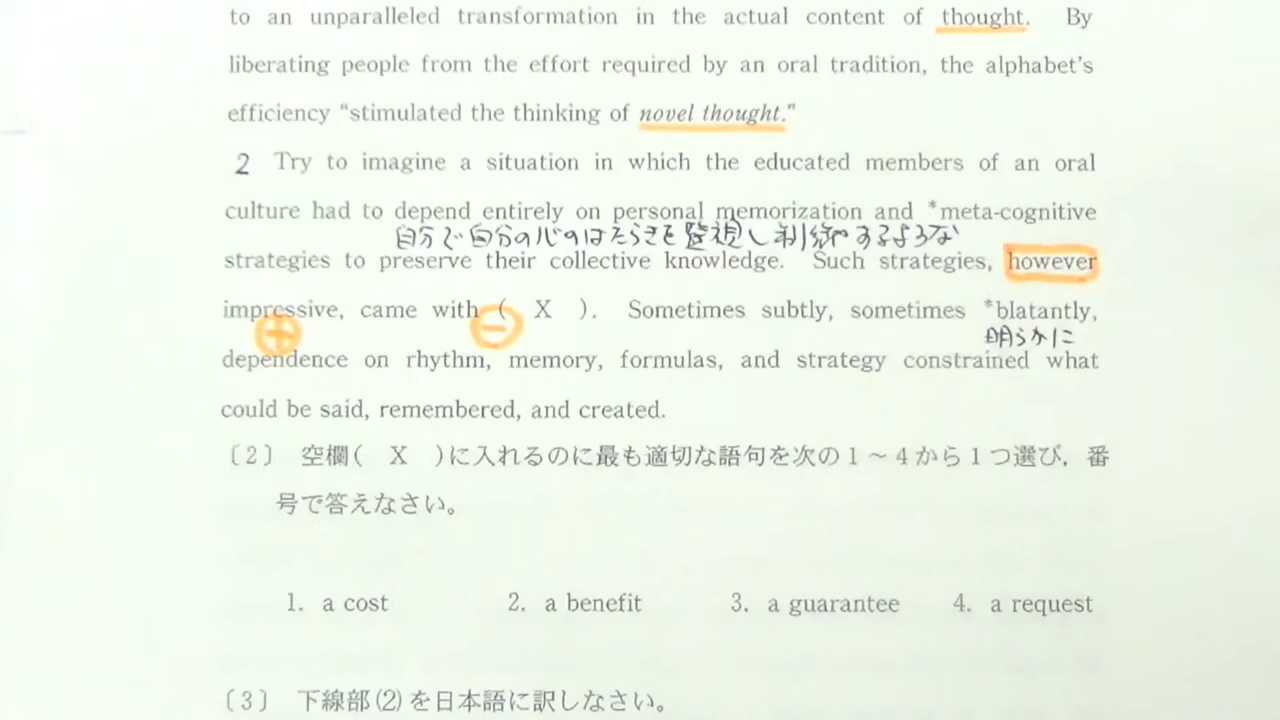 to an unparalleled transformation in the actual content of thought. By
liberating people from the effort required by an oral tradition, the alphabet's
efficiency “stimulated the thinking of novel thought.”
2 Try to imagine a situation in which the educated members of an oral
culture had to depend entirely on personal memorization and *meta-cognitive
自分で自分の心のはたらきを監視し制御するような
strategies to preserve their collective knowledge. Such strategies, however
impressive, came with ( X ). Sometimes subtly, sometimes *blatantly,
+ −
明らかに
dependence on rhythm, memory, formulas, and strategy constrained what
could be said, remembered, and created.
〔2〕 空欄( X )に入れるのに最も適切な語句を次の1～4から1つ選び，番
号で答えなさい。
1. a cost 2. a benefit 3. a guarantee 4. a request
〔3〕 下線部(2)を日本語に訳しなさい。